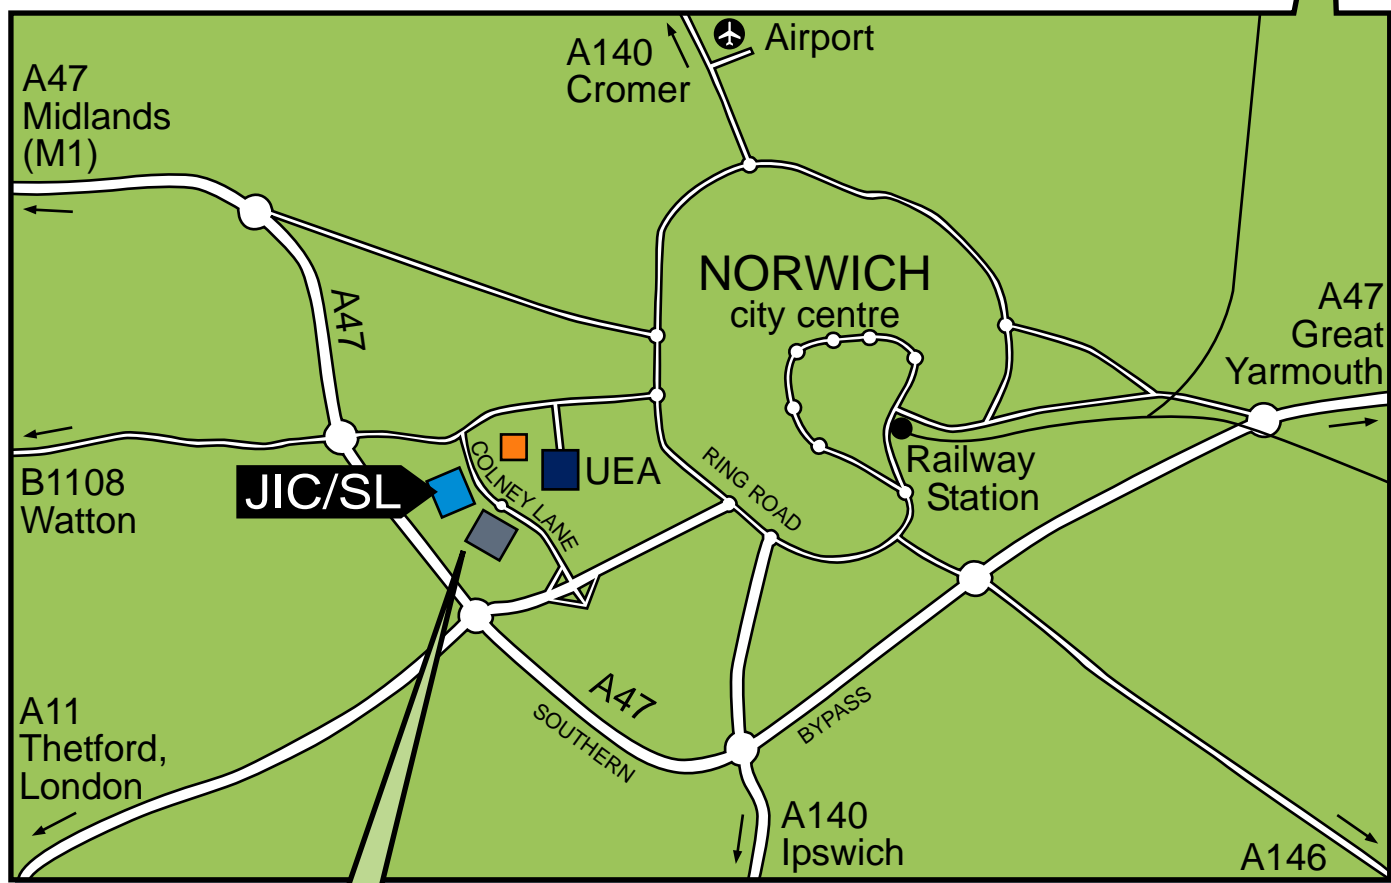 A140
Cromer
Airport
A47
Midlands
(M1)
NORWICH
city centre
A47
A47
Great
Yarmouth
B1108
Watton
JIC/SL
COLNEY LANE
UEA
RING ROAD
Railway
Station
A47
SOUTHERN
BYPASS
A11
Thetford,
London
A140
Ipswich
A146